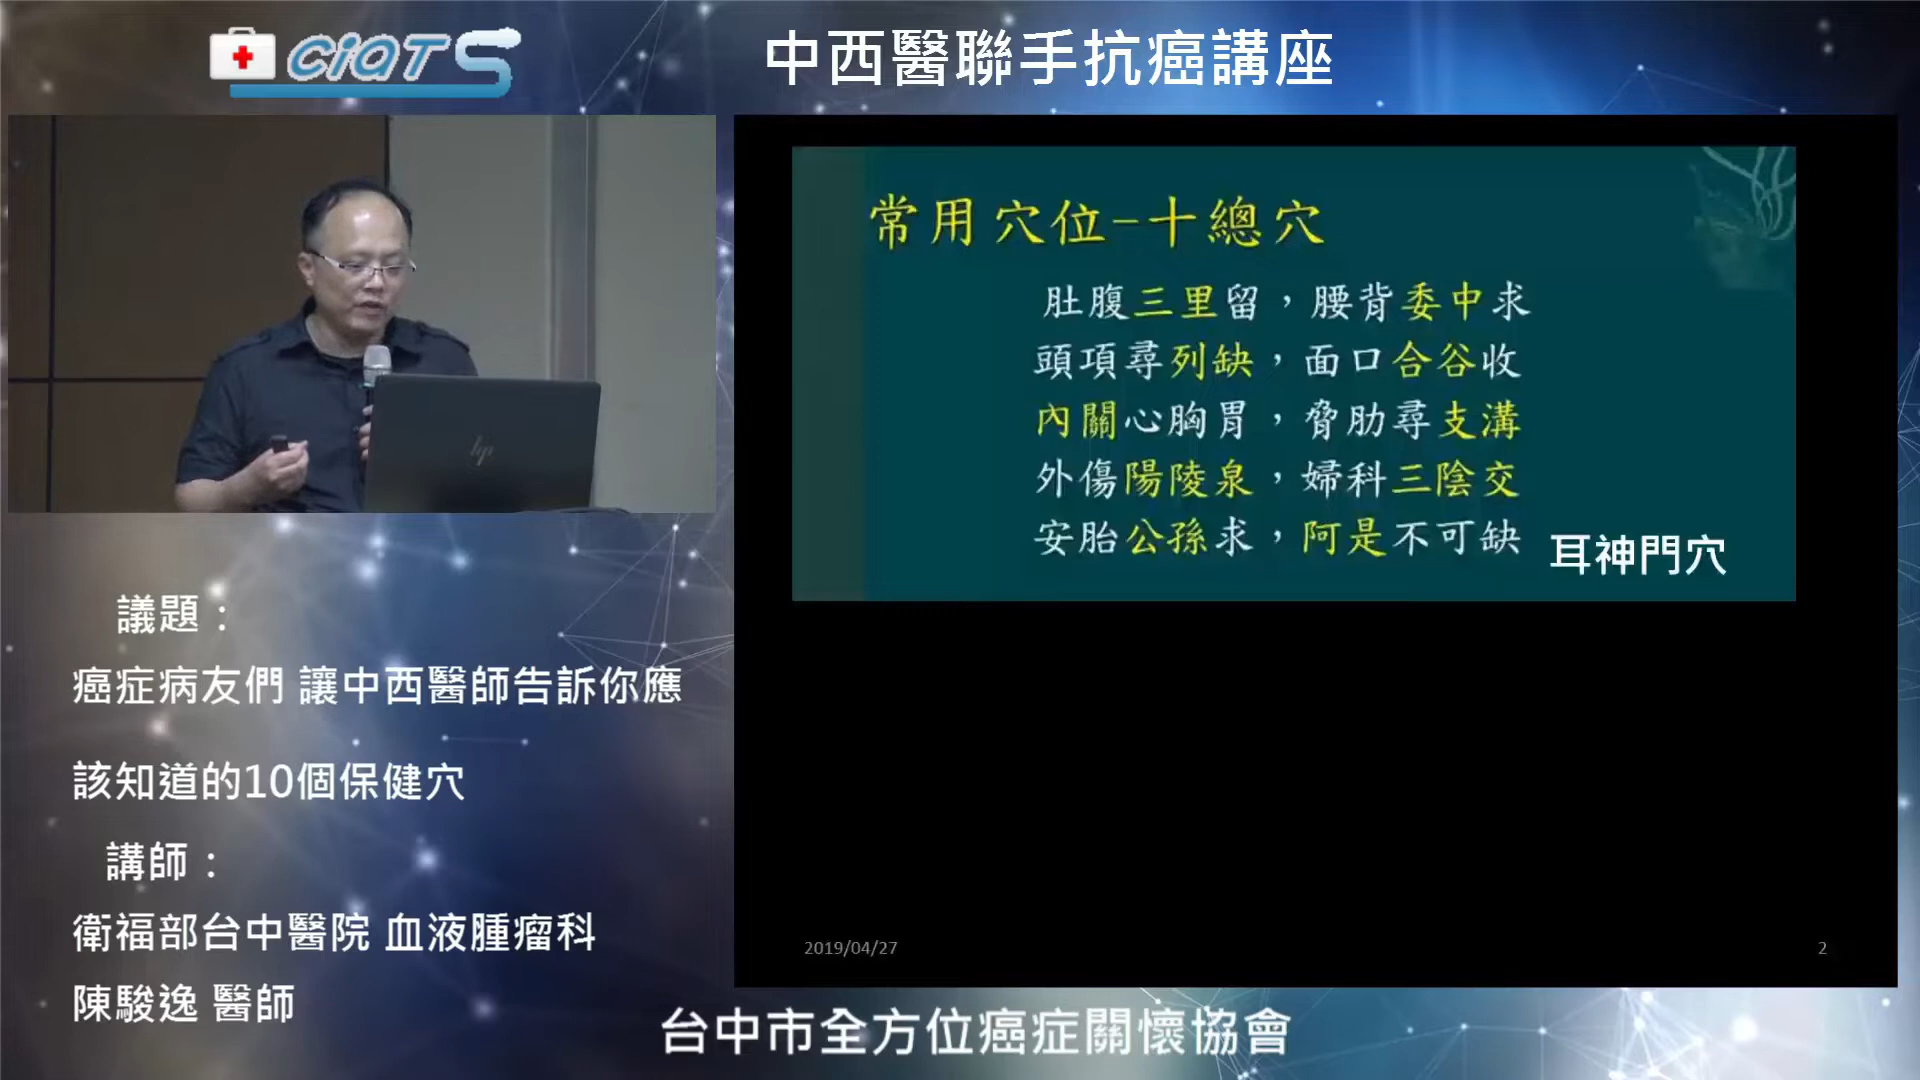 CiQTS
中西醫聯手抗癌講座
常用穴位-十總穴
肚腹三里留，腰背委中求
頭項尋列缺，面口合谷收
內關心胸胃，脅肋尋支溝
外傷陽陵泉，婦科三陰交
安胎公孫求，阿是不可缺
耳神門穴
2019/04/27
2
hp
議題：
癌症病友們 讓中西醫師告訴你應
該知道的10個保健穴
講師：
衛福部台中醫院 血液腫瘤科
陳駿逸 醫師
台中市全方位癌症關懷協會